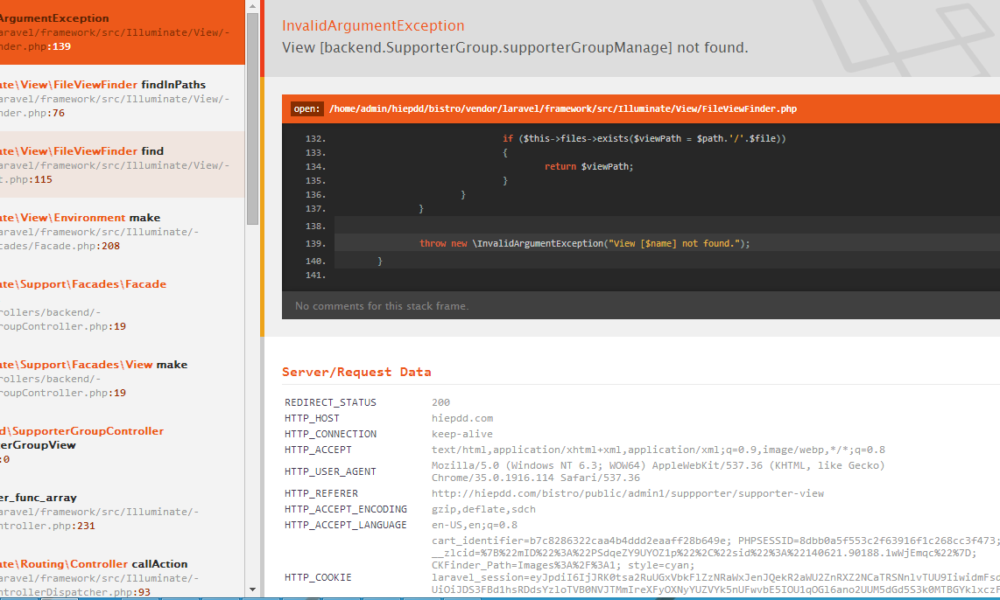 ArgumentException
aravel/framework/src/Illuminate/View/-
nder.php:139
ate\View\FileViewFinder findInPaths
aravel/framework/src/Illuminate/View/-
nder.php:76
ate\View\FileViewFinder find
aravel/framework/src/Illuminate/View/-
t.php:115
ate\View\Environment make
aravel/framework/src/Illuminate/-
cades/Facade.php:208
ate\Support\Facades\Facade
rollers/backend/-
roupController.php:19
ate\Support\Facades\View make
rollers/backend/-
roupController.php:19
d\SupporterGroupController
erGroupView
:0
er_func_array
aravel/framework/src/Illuminate/-
ntroller.php:231
ate\Routing\Controller callAction
aravel/framework/src/Illuminate/-
ntrollerDispatcher.php:93
InvalidArgumentException
View [backend.SupporterGroup.supporterGroupManage] not found.
open: /home/admin/hiepdd/bistro/vendor/laravel/framework/src/Illuminate/View/FileViewFinder.php
132. if ($this->files->exists($viewPath = $path.'/'.$file))
133. {
134. return $viewPath;
135. }
136. }
137. }
138.
139. throw new \InvalidArgumentException("View [$name] not found.");
140. }
141.
No comments for this stack frame.
Server/Request Data
REDIRECT_STATUS 200
HTTP_HOST hiepdd.com
HTTP_CONNECTION keep-alive
HTTP_ACCEPT text/html,application/xhtml+xml,application/xml;q=0.9,image/webp,*/*;q=0.8
HTTP_USER_AGENT Mozilla/5.0 (Windows NT 6.3; WOW64) AppleWebKit/537.36 (KHTML, like Gecko)
Chrome/35.0.1916.114 Safari/537.36
HTTP_REFERER http://hiepdd.com/bistro/public/admin1/suppporter/supporter-view
HTTP_ACCEPT_ENCODING gzip,deflate,sdch
HTTP_ACCEPT_LANGUAGE en-US,en;q=0.8
cart_identifier=b7c8286322caa4b4ddd2eaaff28b649e; PHPSESSID=8dbb0a5f553c2f63916f1c268cc3f473;
__zlcid=%7B%22mID%22%3A%22PSdqeZY9UYOZ1p%22%2C%22sid%22%3A%22140621.90188.1wWjEmqc%22%7D;
CKFinder_Path=Images%3A%2F%3A1; style=cyan;
HTTP_COOKIE